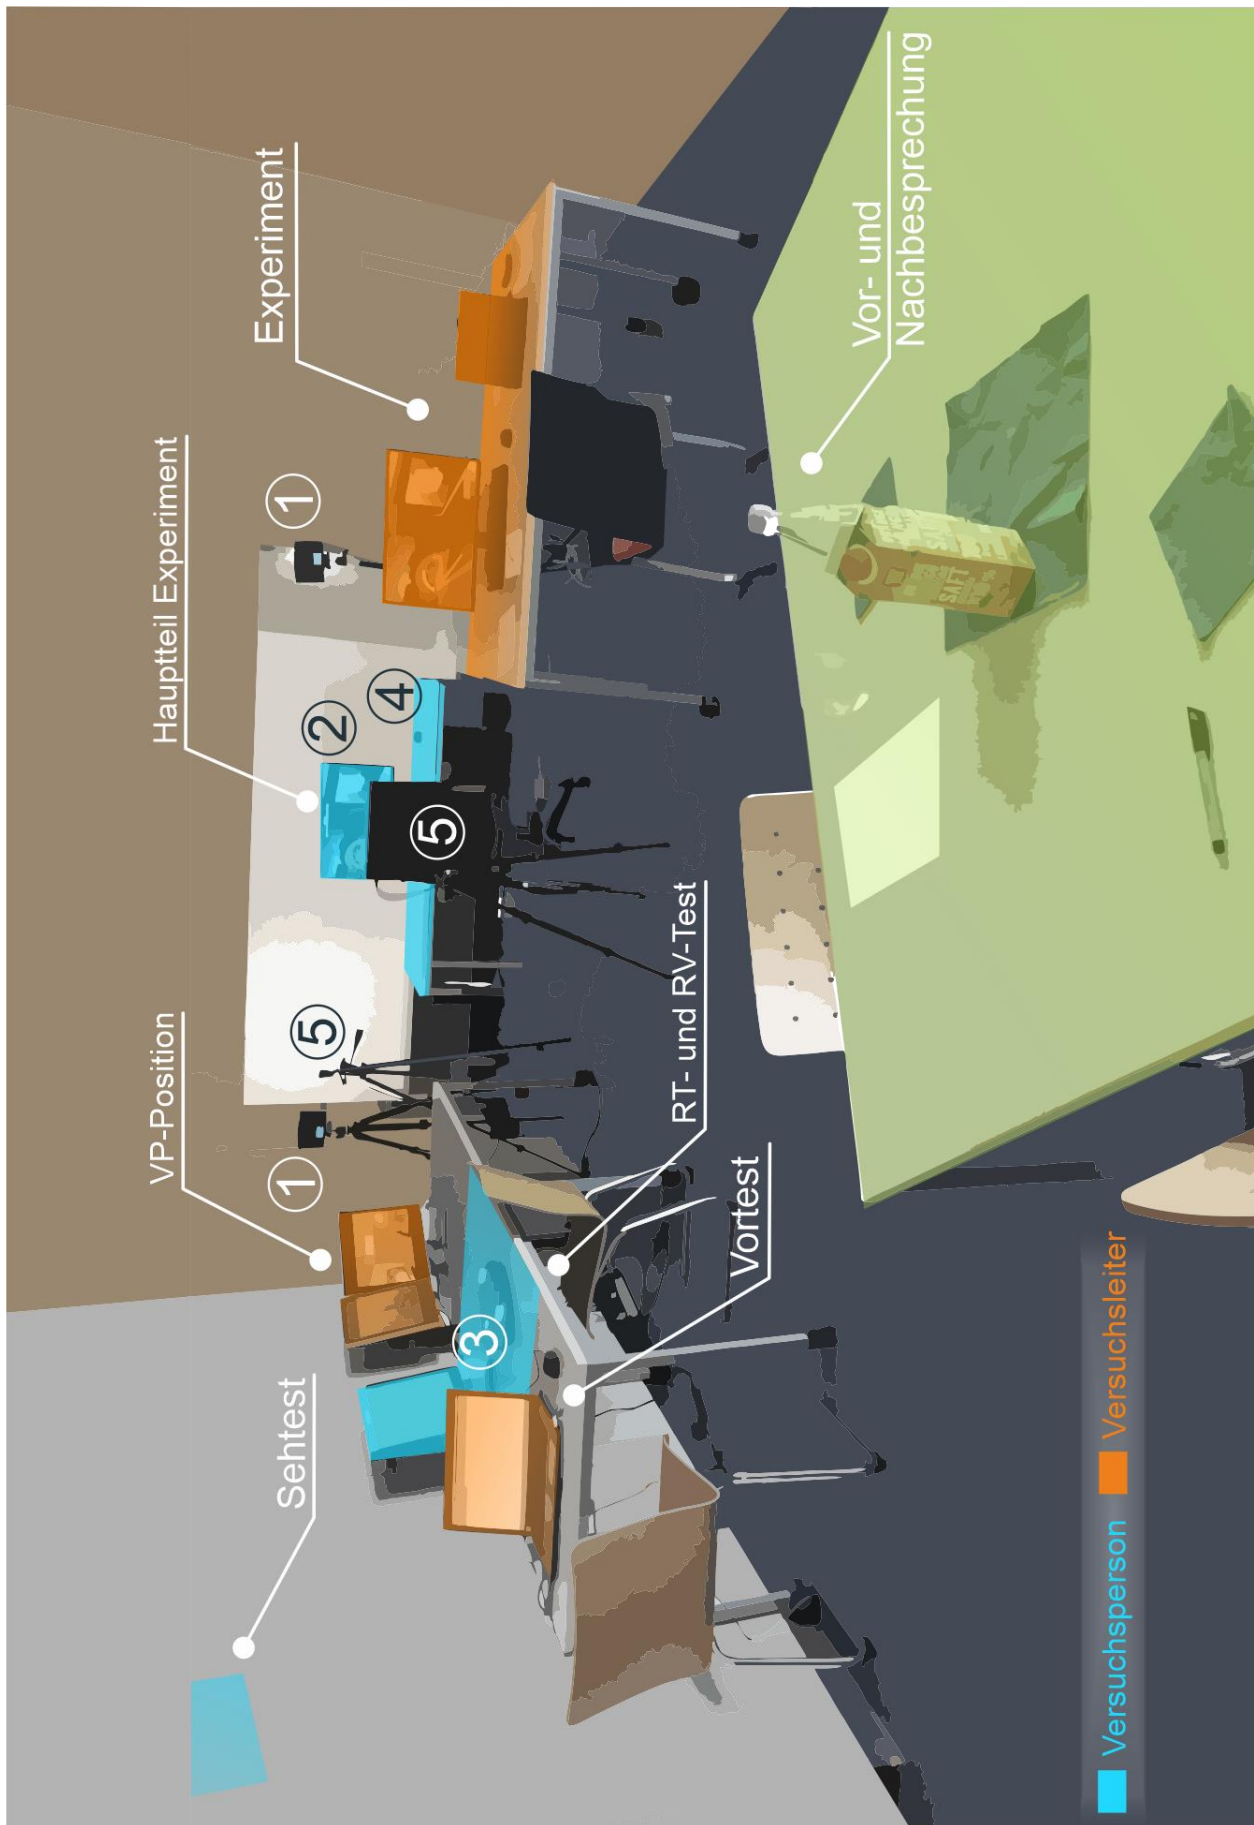 Sehtest
VP-Position
Hauptteil Experiment
Experiment
①
①
②
④
⑤
⑤
③
RT- und RV-Test
Vortest
Vor- und
Nachbesprechung
SAFT
Versuchsperson
Versuchsleiter